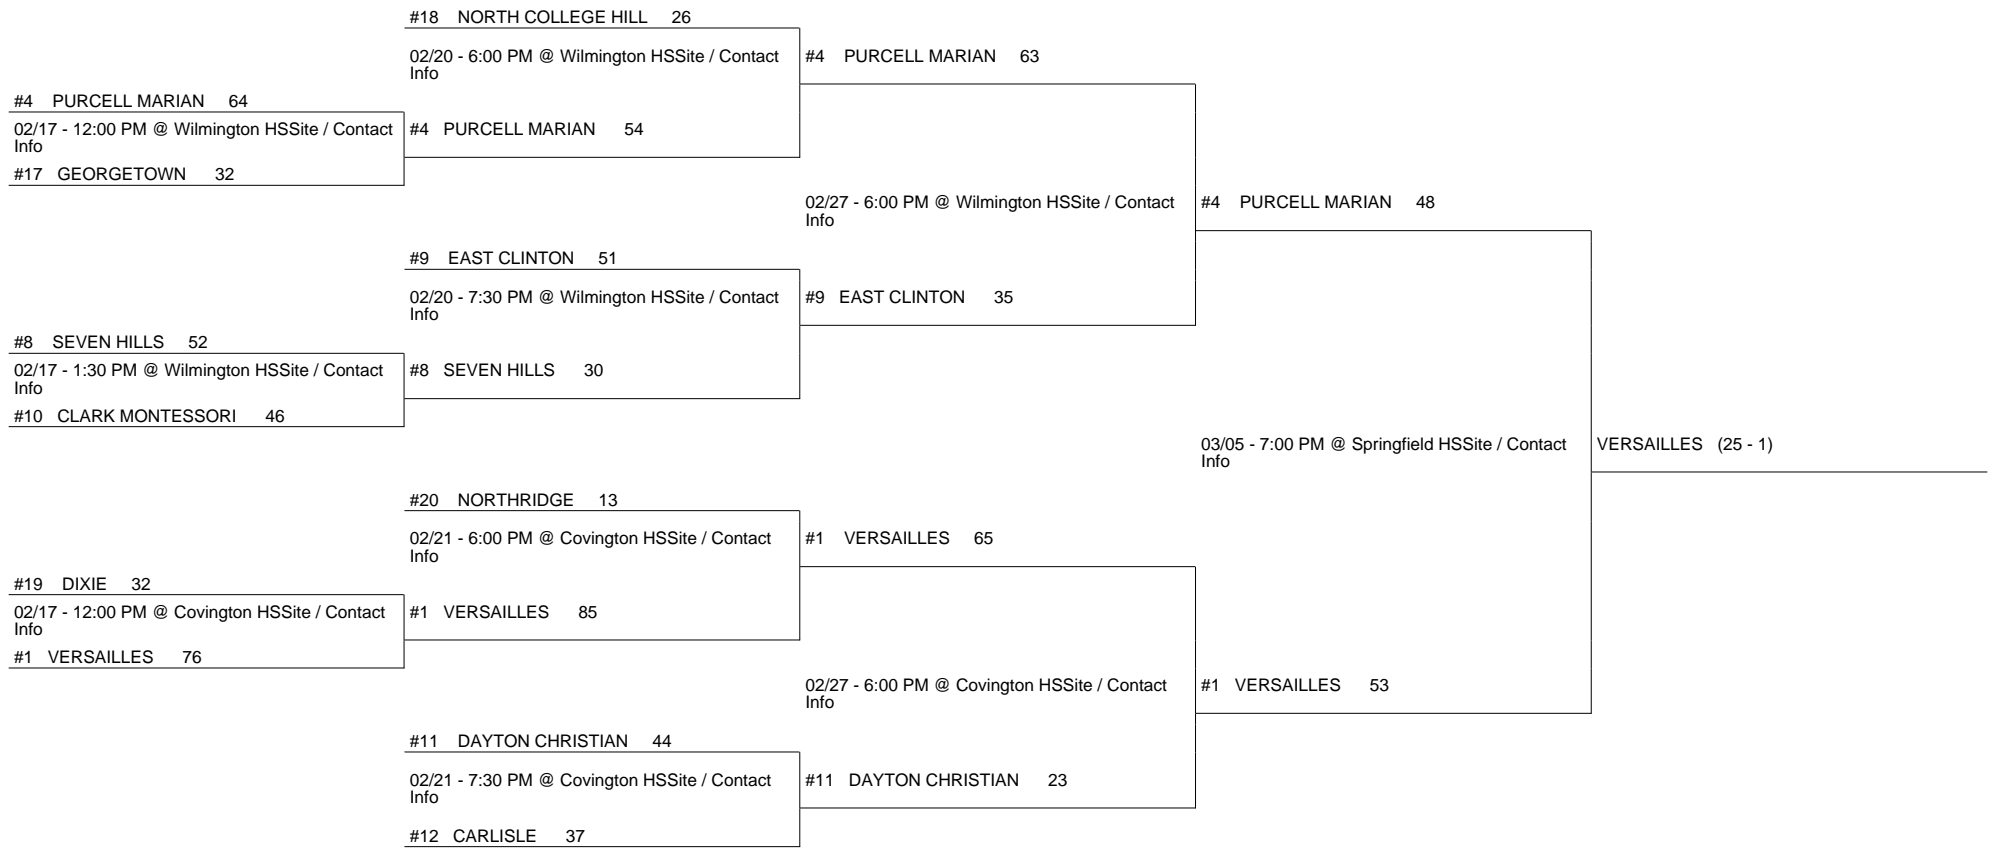 #18 NORTH COLLEGE HILL 26
02/20 - 6:00 PM @ Wilmington HSSite / Contact
Info
#4 PURCELL MARIAN 63
#4 PURCELL MARIAN 64
02/17 - 12:00 PM @ Wilmington HSSite / Contact
Info
#4 PURCELL MARIAN 54
#17 GEORGETOWN 32
02/27 - 6:00 PM @ Wilmington HSSite / Contact
Info
#4 PURCELL MARIAN 48
#9 EAST CLINTON 51
02/20 - 7:30 PM @ Wilmington HSSite / Contact
Info
#9 EAST CLINTON 35
#8 SEVEN HILLS 52
02/17 - 1:30 PM @ Wilmington HSSite / Contact
Info
#8 SEVEN HILLS 30
#10 CLARK MONTESSORI 46
03/05 - 7:00 PM @ Springfield HSSite / Contact
Info
VERSAILLES (25 - 1)
#20 NORTHRIDGE 13
02/21 - 6:00 PM @ Covington HSSite / Contact
Info
#1 VERSAILLES 65
#19 DIXIE 32
02/17 - 12:00 PM @ Covington HSSite / Contact
Info
#1 VERSAILLES 85
#1 VERSAILLES 76
02/27 - 6:00 PM @ Covington HSSite / Contact
Info
#1 VERSAILLES 53
#11 DAYTON CHRISTIAN 44
02/21 - 7:30 PM @ Covington HSSite / Contact
Info
#11 DAYTON CHRISTIAN 23
#12 CARLISLE 37